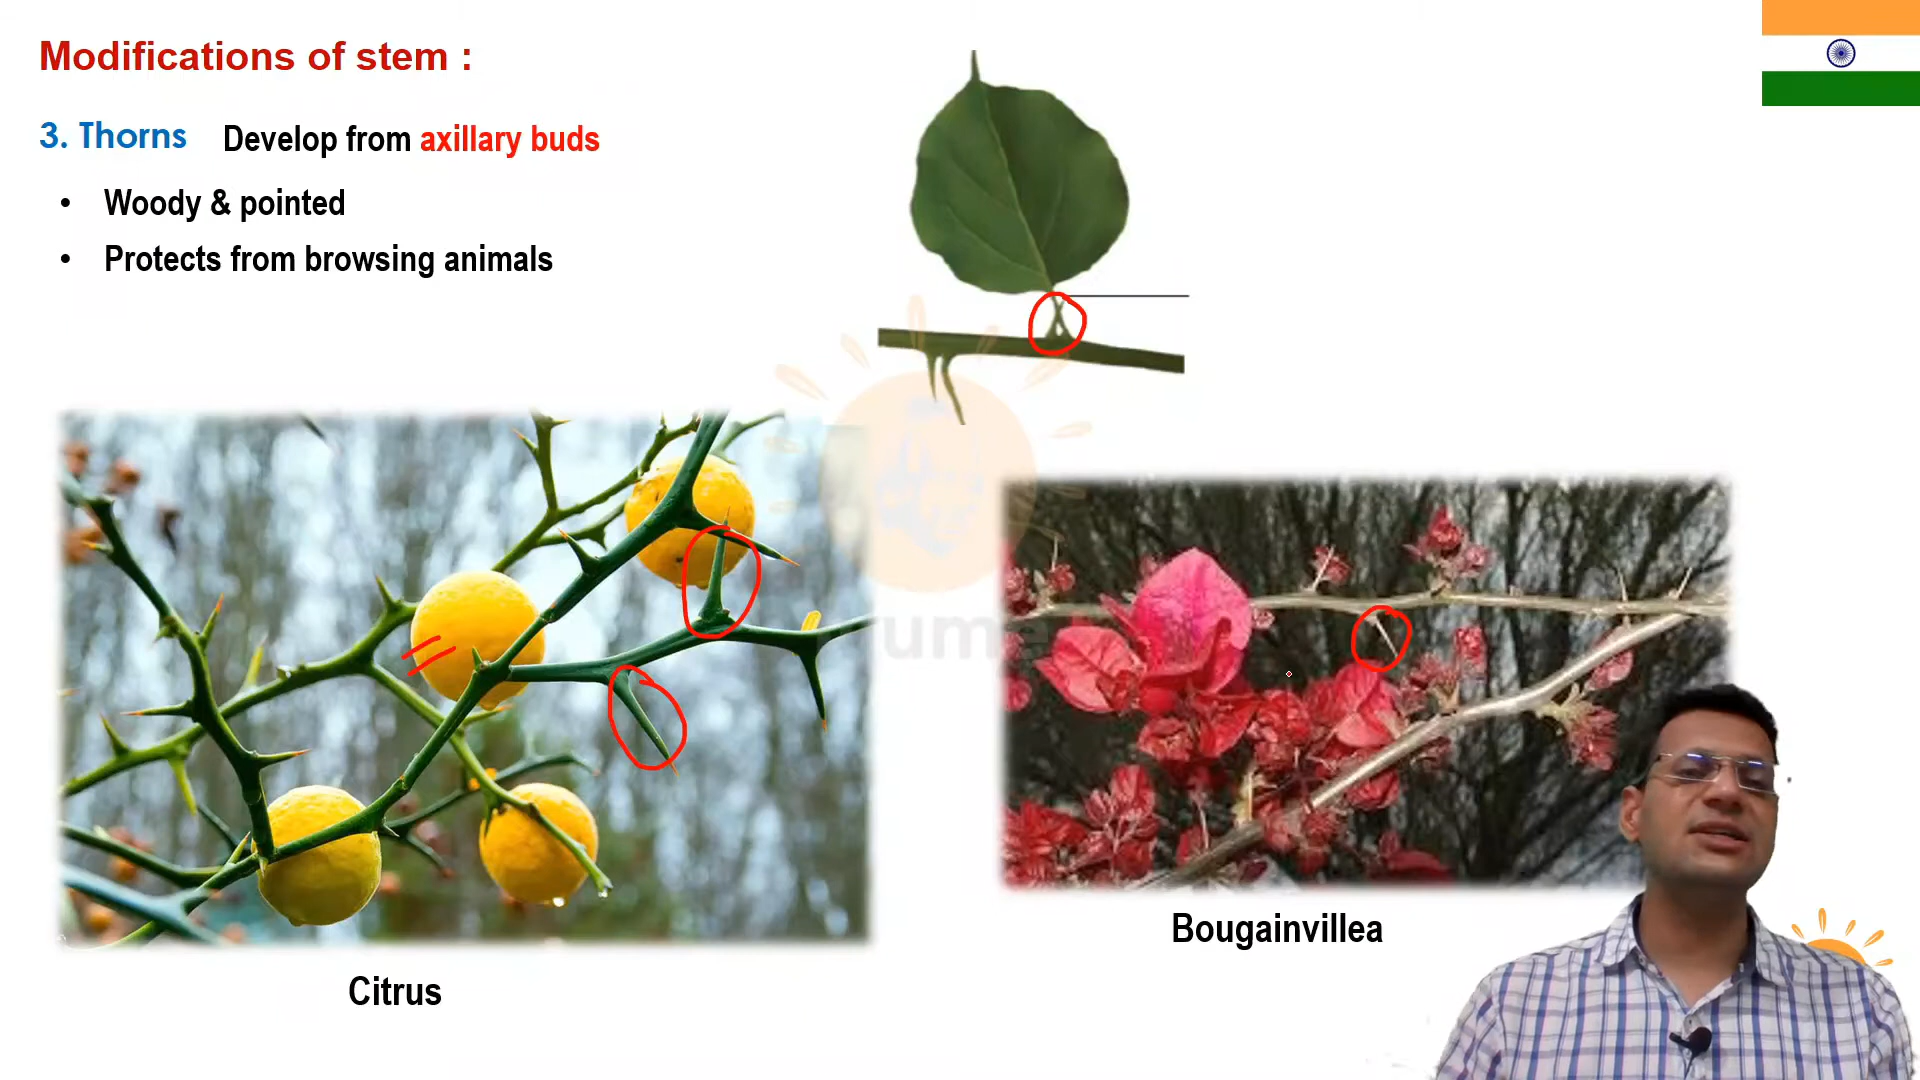 Modifications of stem :
3. Thorns Develop from axillary buds
• Woody & pointed
• Protects from browsing animals
Citrus
Bougainvillea